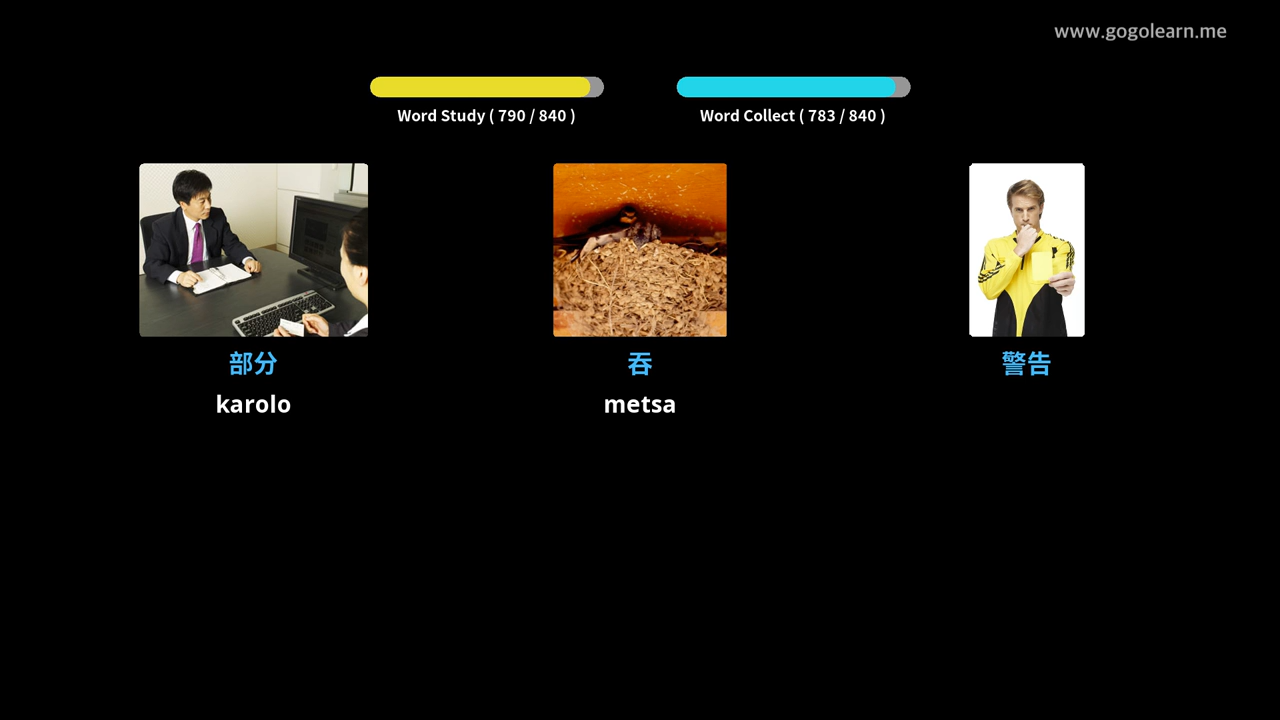 www.gogolearn.me
Word Study ( 790 / 840 )
Word Collect ( 783 / 840 )
部分
吞
警告
karolo
metsa